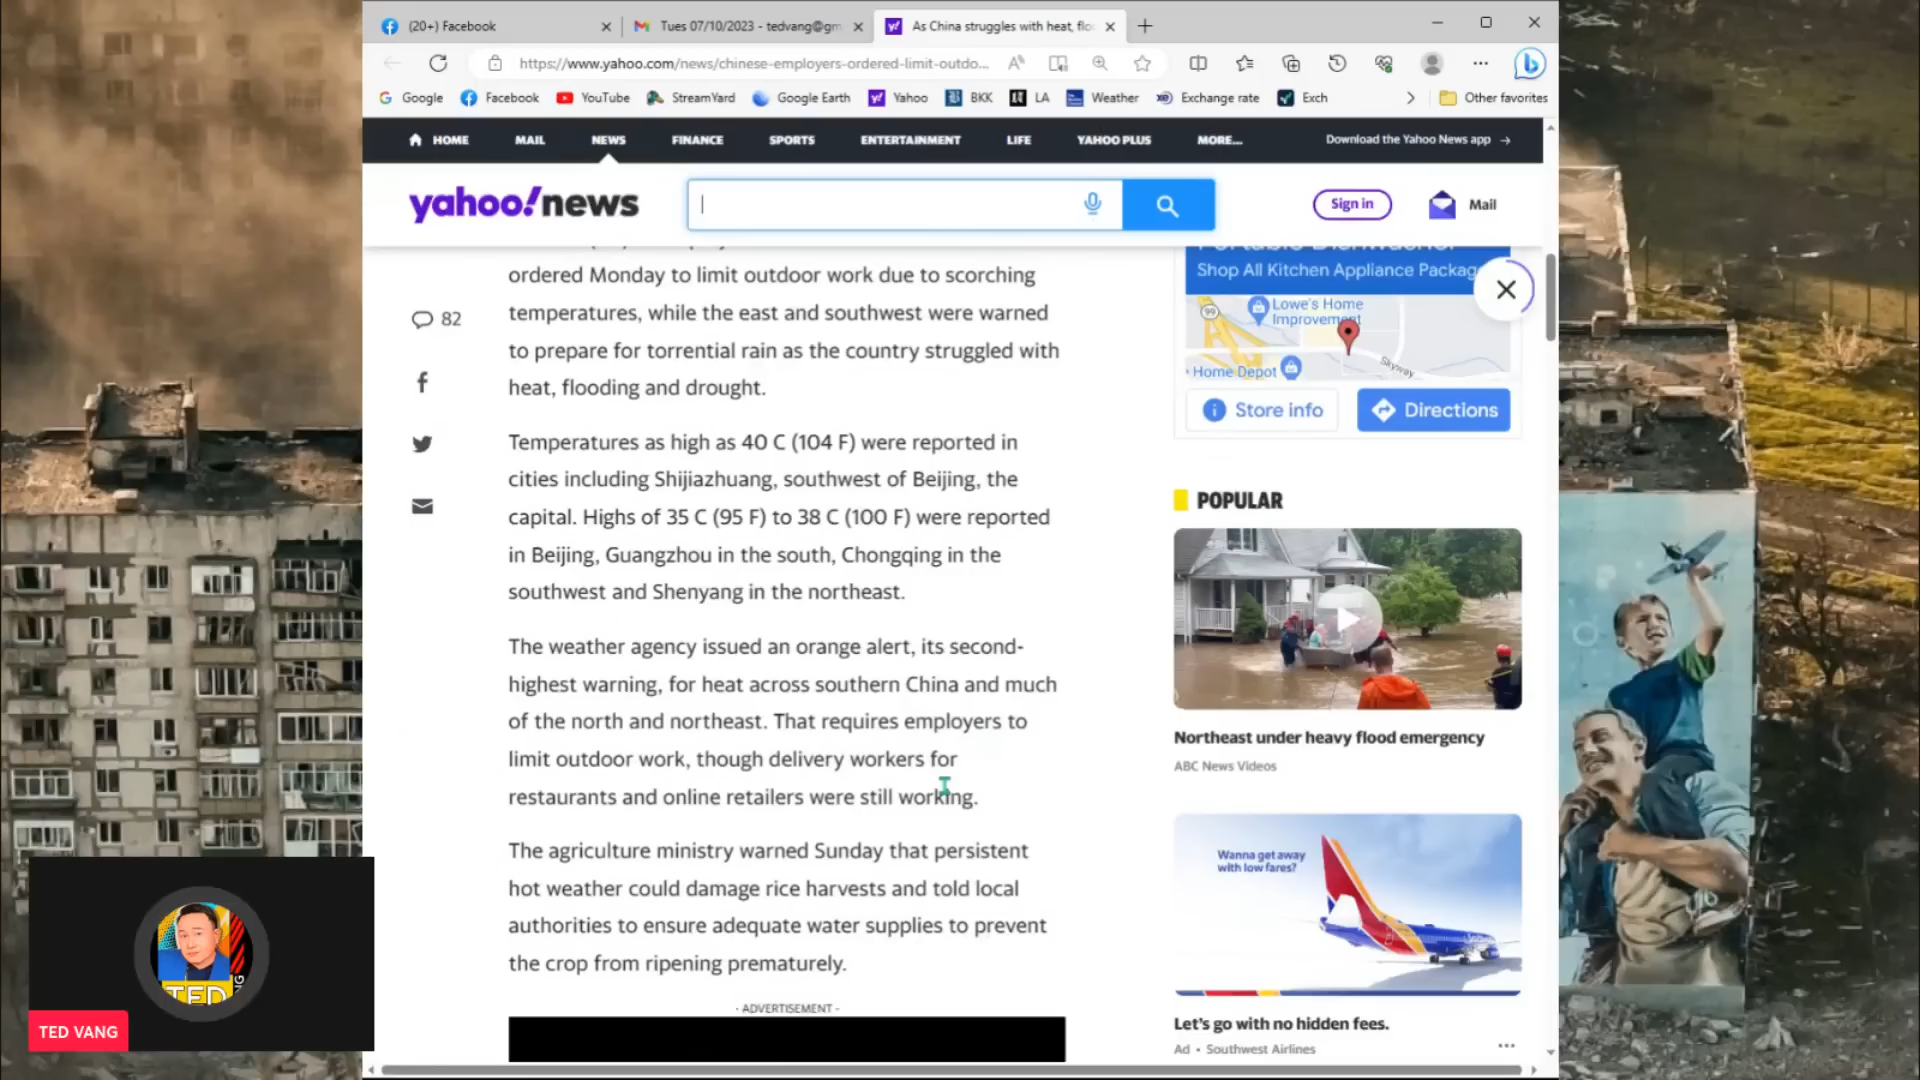 (20+) Facebook
Tues 07/10/2023 - tedvang@gm
As China struggles with heat, flo
https://www.yahoo.com/news/chinese-employers-ordered-limit-outdo...
Google
Facebook
YouTube
StreamYard
Google Earth
Yahoo
BKK
LA
Weather
Exchange rate
Exch
Other favorites
HOME
MAIL
NEWS
FINANCE
SPORTS
ENTERTAINMENT
LIFE
YAHOO PLUS
MORE...
Download the Yahoo News app →
yahoo!news
Sign in
Mail
ordered Monday to limit outdoor work due to scorching
temperatures, while the east and southwest were warned
to prepare for torrential rain as the country struggled with
heat, flooding and drought.
82
Temperatures as high as 40 C (104 F) were reported in
cities including Shijiazhuang, southwest of Beijing, the
capital. Highs of 35 C (95 F) to 38 C (100 F) were reported
in Beijing, Guangzhou in the south, Chongqing in the
southwest and Shenyang in the northeast.
The weather agency issued an orange alert, its second-
highest warning, for heat across southern China and much
of the north and northeast. That requires employers to
limit outdoor work, though delivery workers for
restaurants and online retailers were still working.
The agriculture ministry warned Sunday that persistent
hot weather could damage rice harvests and told local
authorities to ensure adequate water supplies to prevent
the crop from ripening prematurely.
- ADVERTISEMENT -
Portable Dishwasher
Shop All Kitchen Appliance Packag
99
Lowe's Home
Improvement
Skyway
Home Depot
Store info
Directions
POPULAR
Northeast under heavy flood emergency
ABC News Videos
Wanna get away
with low fares?
Let's go with no hidden fees.
Ad • Southwest Airlines
TED
TED VANG